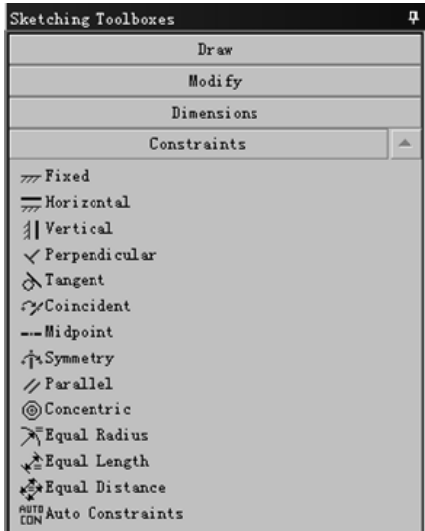 Sketching Toolboxes
Draw
Modify
Dimensions
Constraints
Fixed
Horizontal
Vertical
Perpendicular
Tangent
Coincident
Midpoint
Symmetry
Parallel
Concentric
Equal Radius
Equal Length
Equal Distance
AUTO CON Auto Constraints